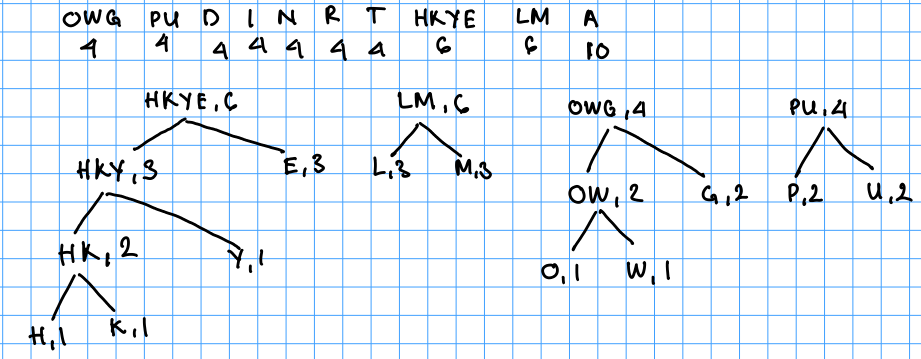 OWG PU D I N R T HKYE LM A
4 4 4 4 4 4 4 6 6 10
HKYE,6 LM,6 OWG,4 PU,4
HKY,3 E,3 L,3 M,3 OW,2 G,2 P,2 U,2
HK,2 Y,1 O,1 W,1
H,1 K,1